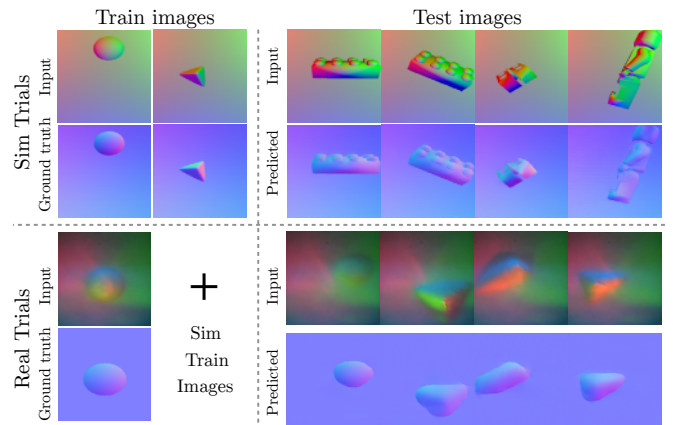 Train images
Test images
Sim Trials
Input
Ground truth
Input
Predicted
Real Trials
Input
Ground truth
+
Sim
Train
Images
Input
Predicted